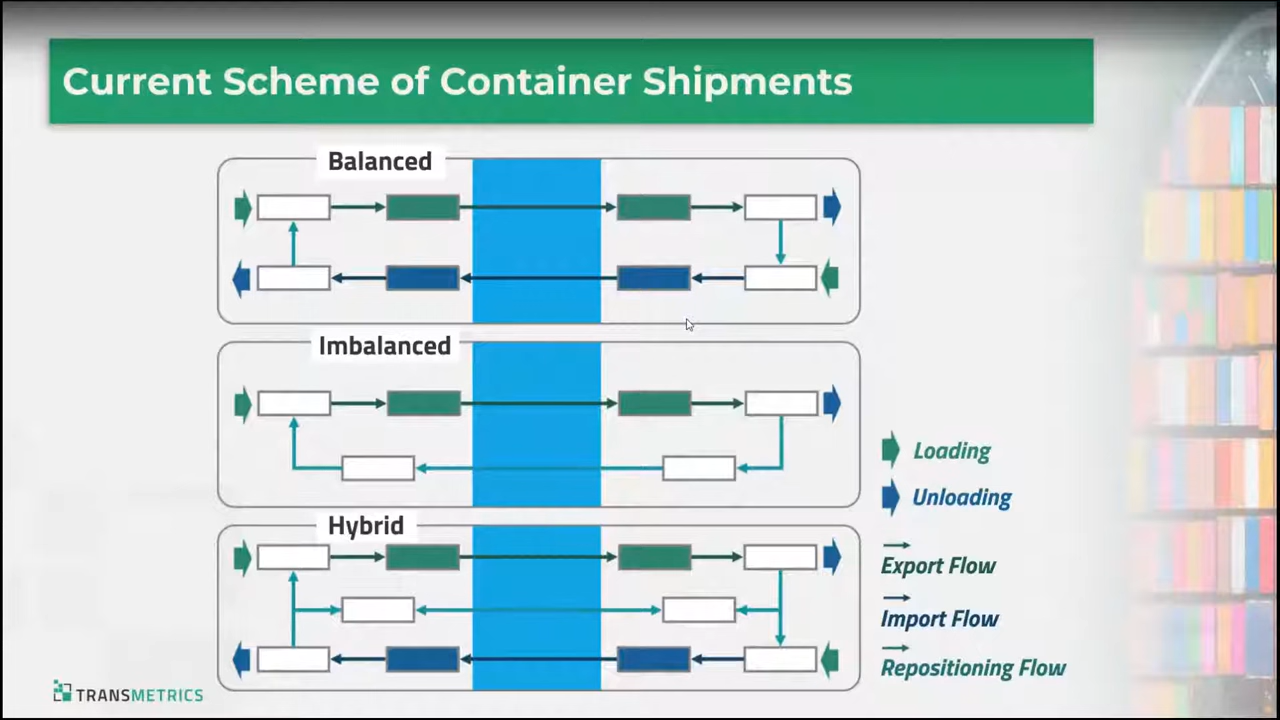 Current Scheme of Container Shipments
Balanced
Imbalanced
Loading
Unloading
Hybrid
Export Flow
Import Flow
Repositioning Flow
TRANSMETRICS